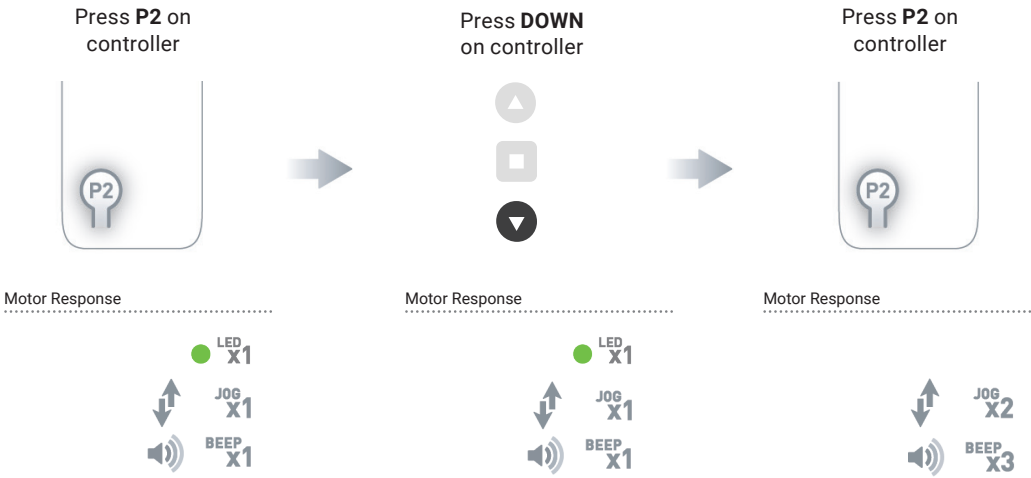 Press P2 on
controller
Press DOWN
on controller
Press P2 on
controller
P2
P2
Motor Response
Motor Response
Motor Response
LED
x1
LED
x1
JOG
x1
JOG
x1
JOG
x2
BEEP
x1
BEEP
x1
BEEP
x3